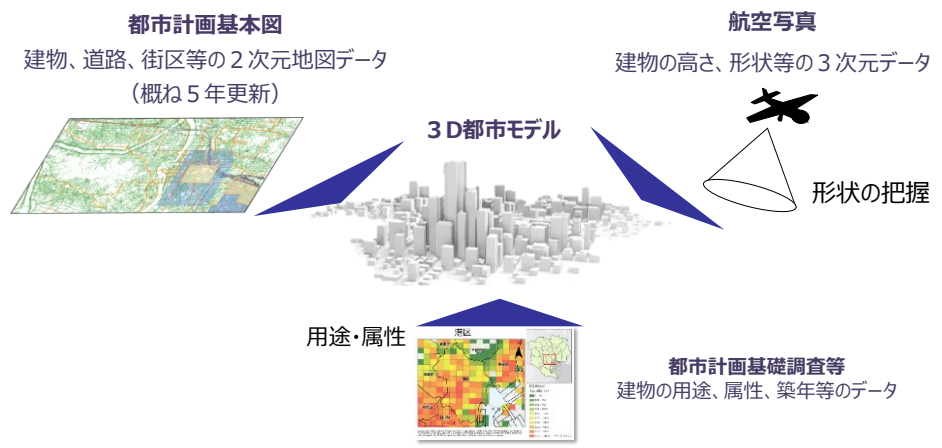 都市計画基本図
建物、道路、街区等の２次元地図データ
（概ね５年更新）
航空写真
建物の高さ、形状等の３次元データ
３D都市モデル
形状の把握
用途・属性
港区
都市計画基礎調査等
建物の用途、属性、築年等のデータ